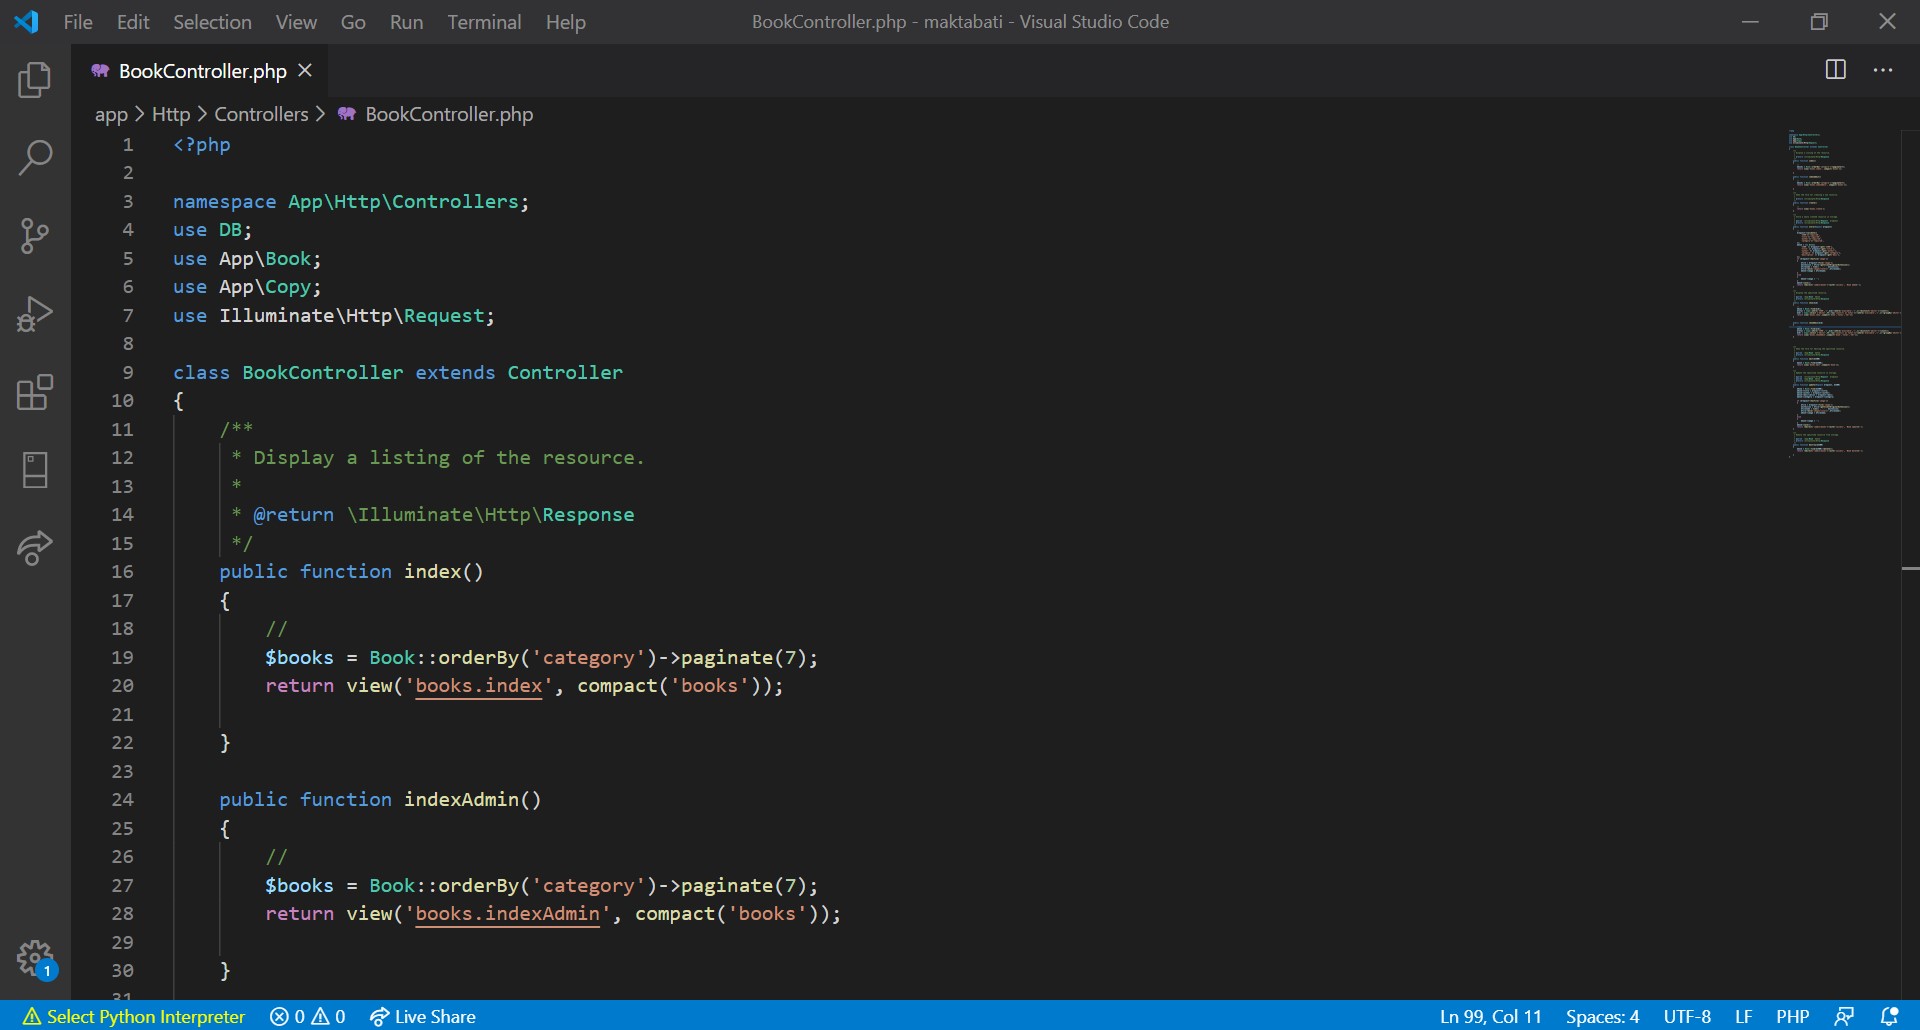 File Edit Selection View Go Run Terminal Help BookController.php - maktabati - Visual Studio Code
BookController.php
app > Http > Controllers > BookController.php
1 <?php
2
3 namespace App\Http\Controllers;
4 use DB;
5 use App\Book;
6 use App\Copy;
7 use Illuminate\Http\Request;
8
9 class BookController extends Controller
10 {
11     /**
12      * Display a listing of the resource.
13      *
14      * @return \Illuminate\Http\Response
15      */
16     public function index()
17     {
18         //
19         $books = Book::orderBy('category')->paginate(7);
20         return view('books.index', compact('books'));
21
22     }
23
24     public function indexAdmin()
25     {
26         //
27         $books = Book::orderBy('category')->paginate(7);
28         return view('books.indexAdmin', compact('books'));
29
30     }
31
1
Select Python Interpreter 0 0 Live Share Ln 99, Col 11 Spaces: 4 UTF-8 LF PHP